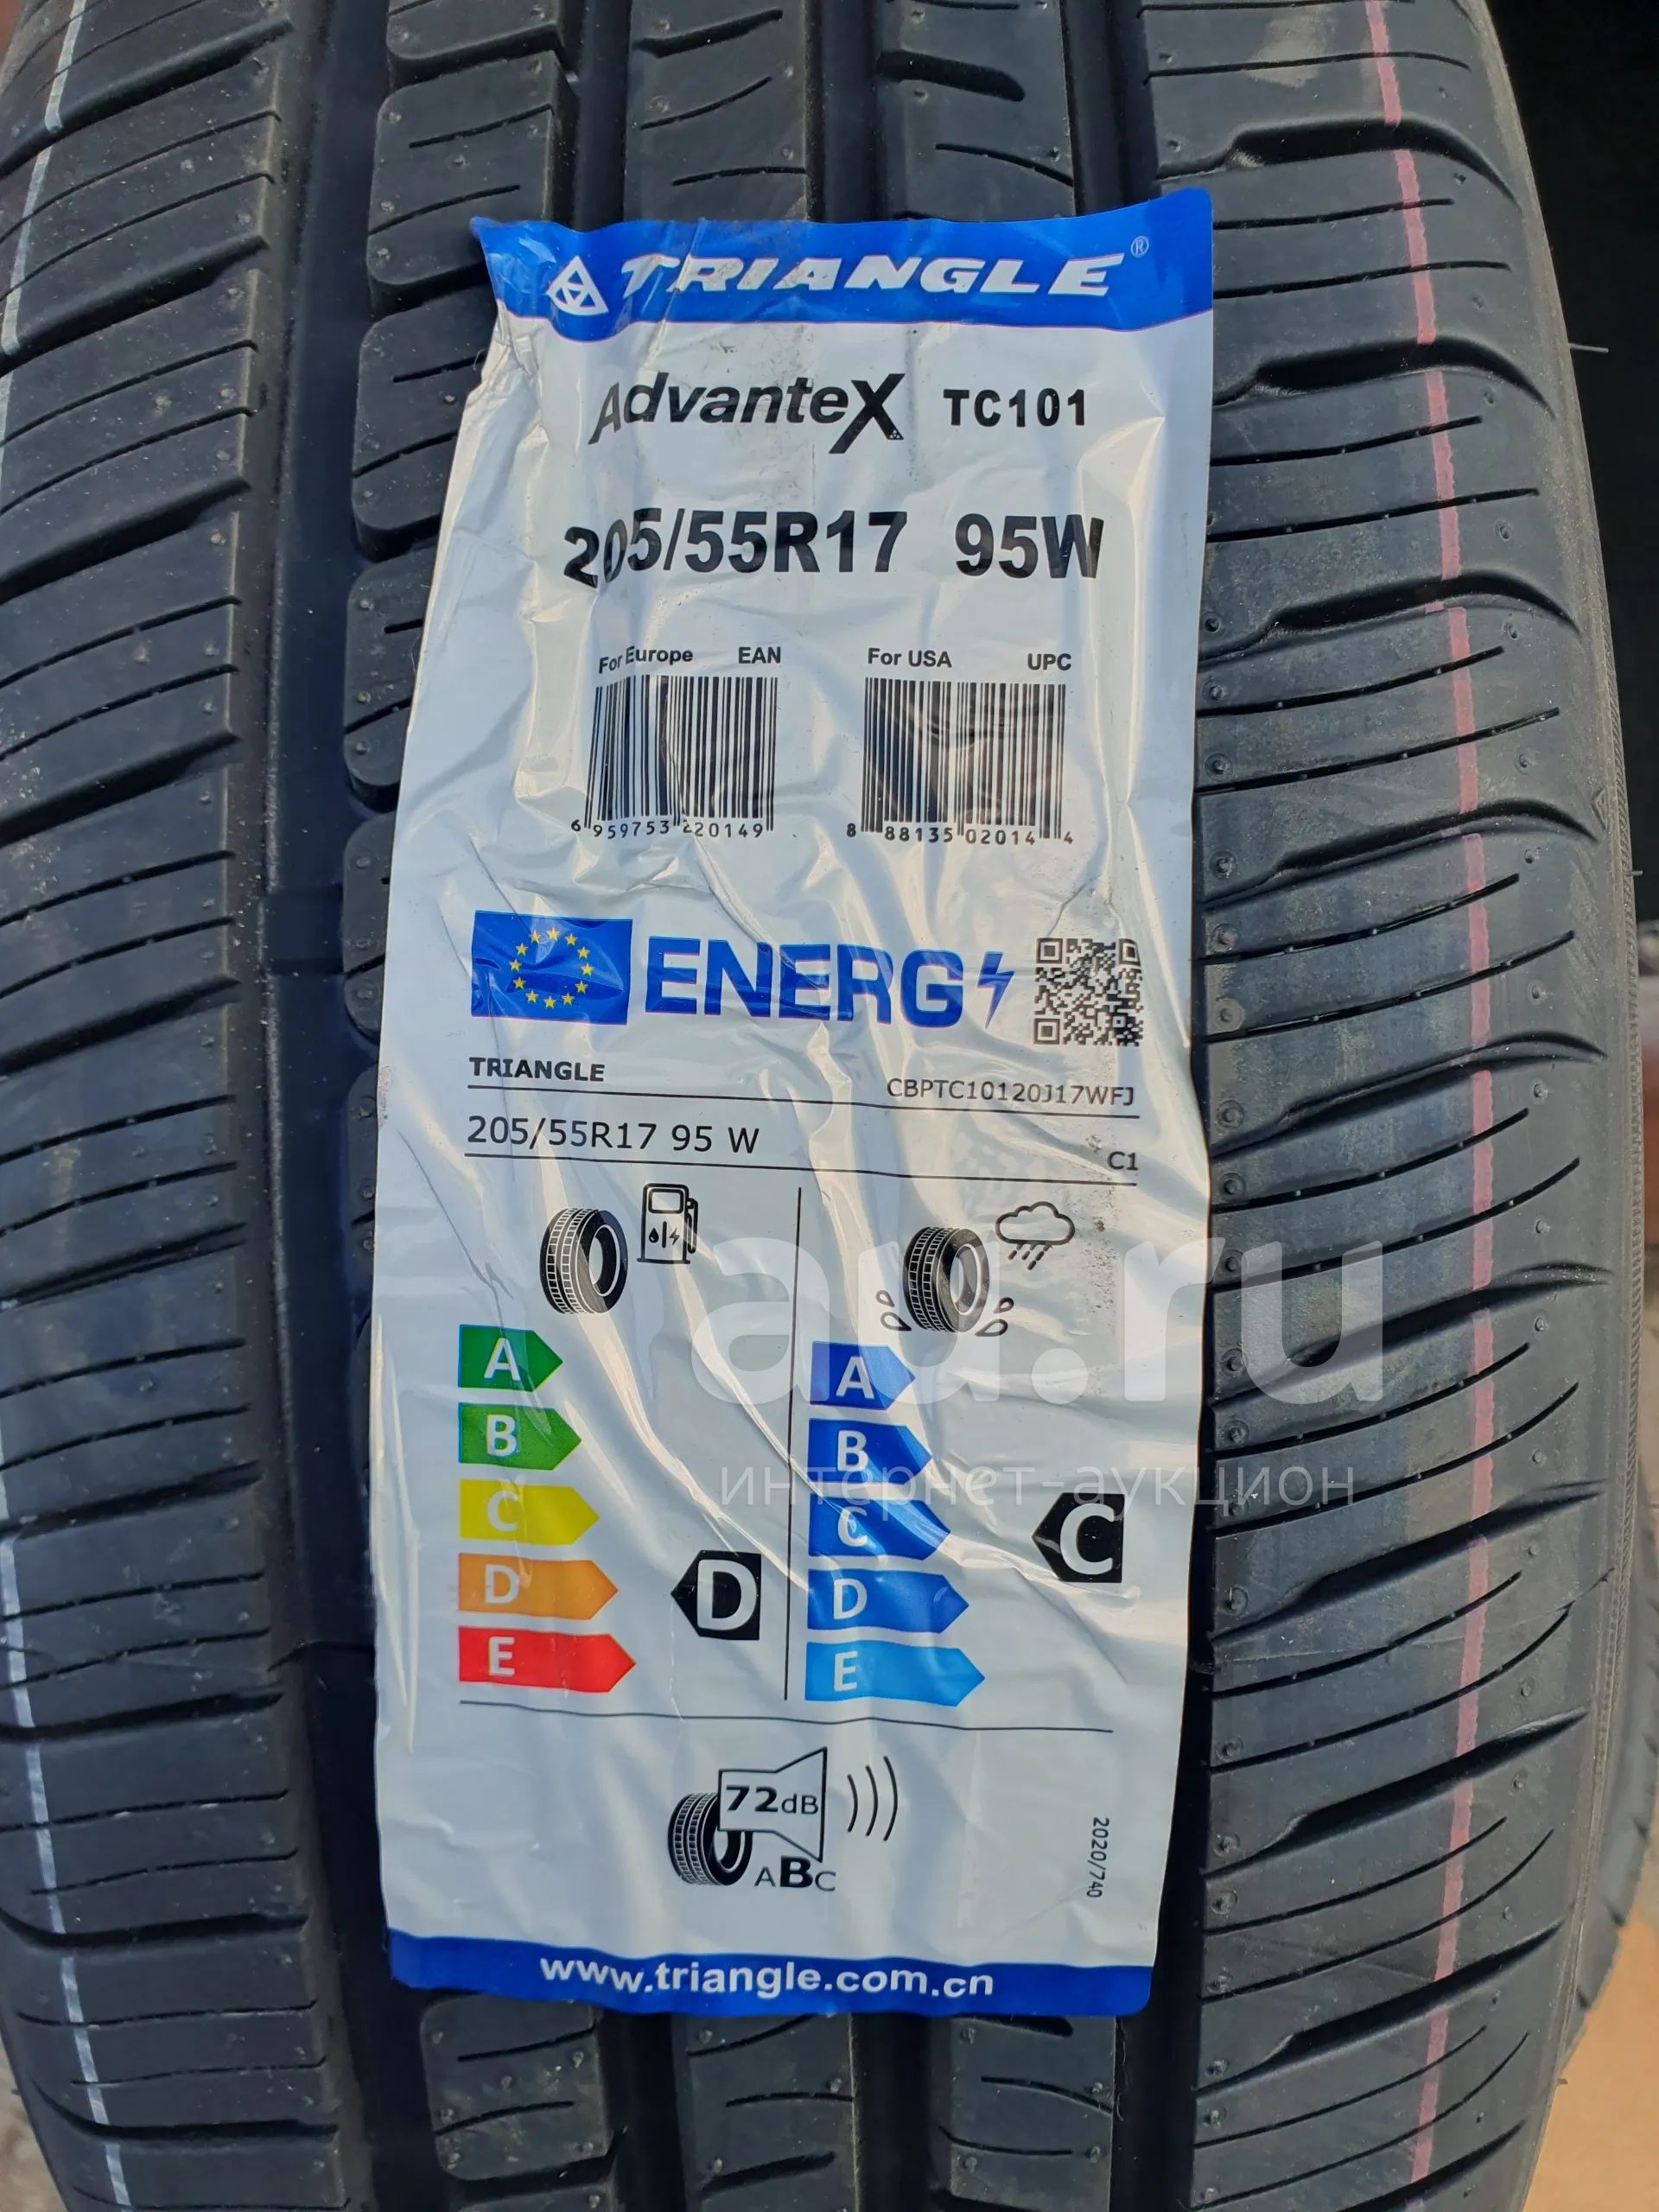 TRIANGLE®
AdvanteX TC101
205/55R17 95W
For Europe EAN For USA UPC
6 959753 220149 8 88135 02014 4
ENERG
TRIANGLE CBPTC10120J17WFJ
205/55R17 95 W C1
A A
B B
интернет-аукцион
C C C
D D D
E E
au.ru
72dB
ABC
2020/740
www.triangle.com.cn